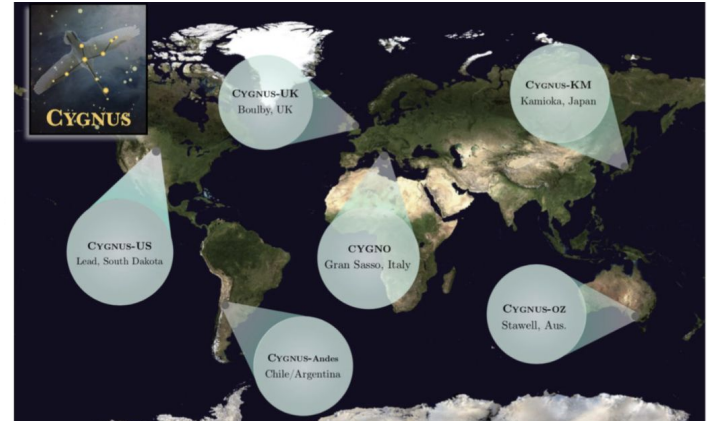 CYGNUS
CYGNUS-UK
Boulby, UK
CYGNUS-KM
Kamioka, Japan
CYGNUS-US
Lead, South Dakota
CYGNO
Gran Sasso, Italy
CYGNUS-OZ
Stawell, Aus.
CYGNUS-Andes
Chile/Argentina